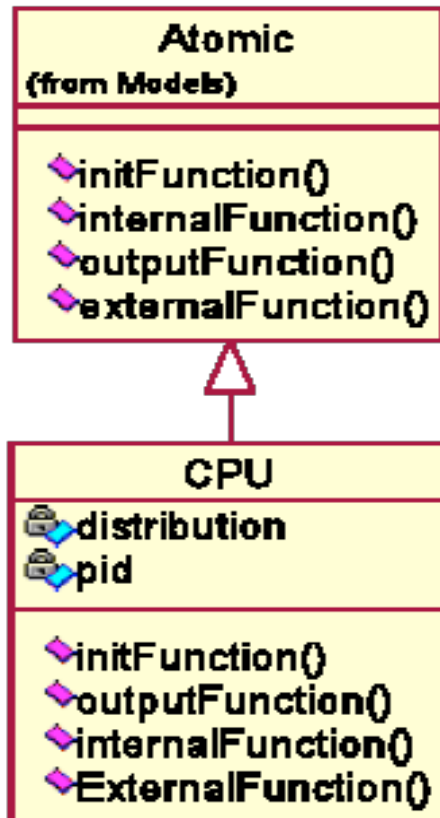 Atomic
(from Models)
initFunction()
internalFunction()
outputFunction()
externalFunction()
CPU
distribution
pid
initFunction()
outputFunction()
internalFunction()
ExternalFunction()